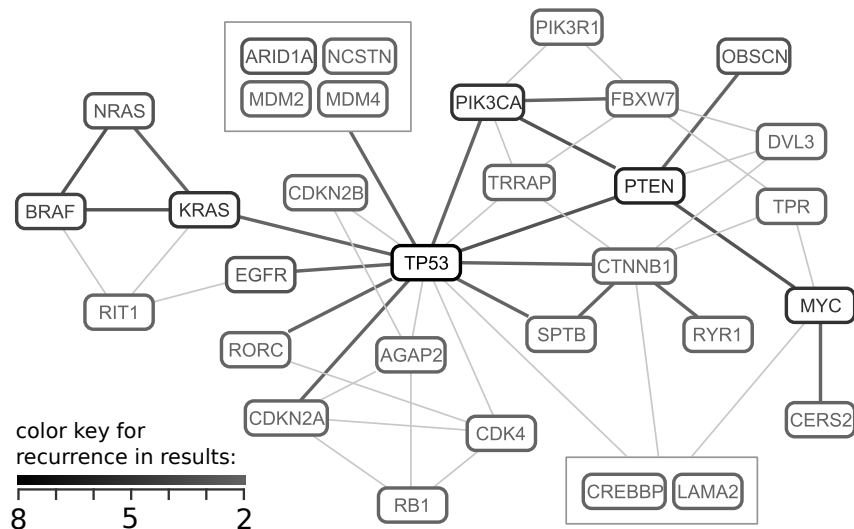 PIK3R1
ARID1A NCSTN
OBSCN
MDM2 MDM4
PIK3CA
FBXW7
NRAS
DVL3
TRRAP
PTEN
CDKN2B
BRAF
KRAS
TPR
TP53
CTNNB1
EGFR
RIT1
MYC
SPTB
RYR1
RORC
AGAP2
CDKN2A
CDK4
CERS2
color key for
recurrence in results:
CREBBP LAMA2
RB1
8 5 2